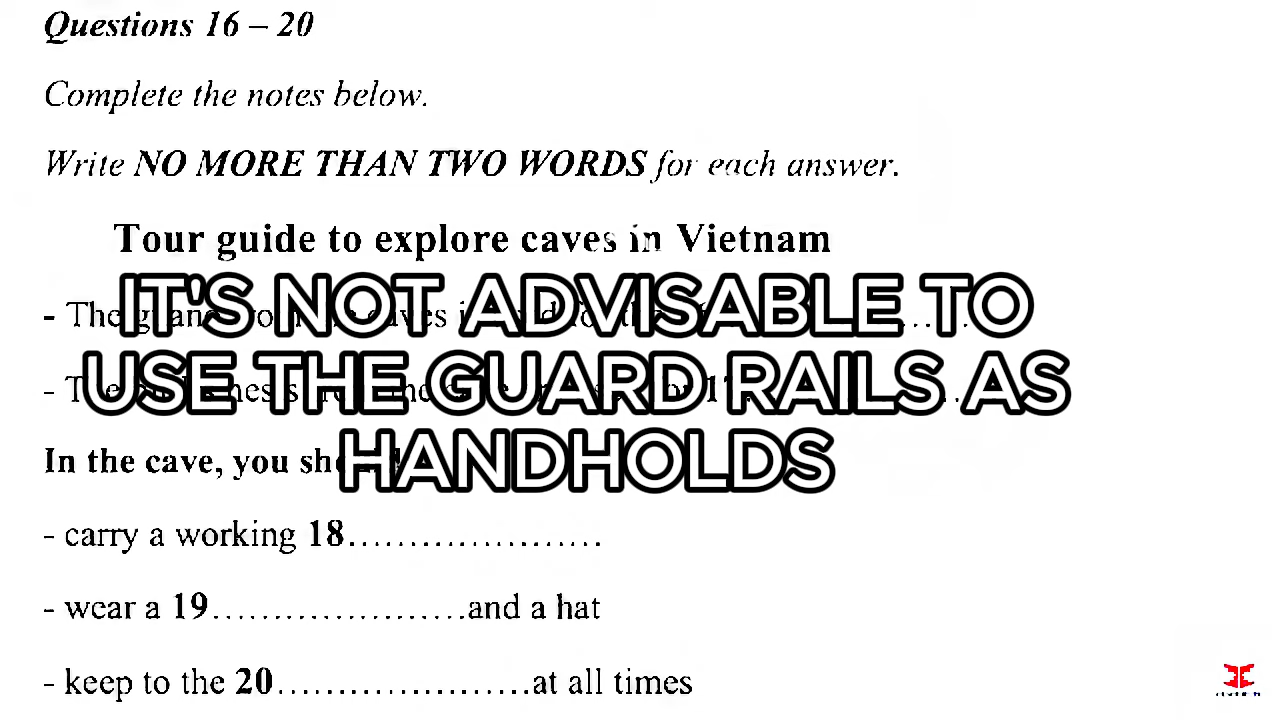 Questions 16 – 20
Complete the notes below.
Write NO MORE THAN TWO WORDS for each answer.
Tour guide to explore caves in Vietnam
IT'S NOT ADVISABLE TO
USE THE GUARD RAILS AS
HANDHOLDS
In the cave, you
- carry a working 18.....................
- wear a 19.....................and a hat
- keep to the 20.....................at all times